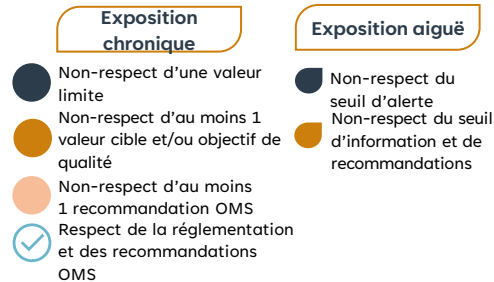 Exposition
chronique
Non-respect d'une valeur
limite
Non-respect d'au moins 1
valeur cible et/ou objectif de
qualité
Non-respect d'au moins
1 recommandation OMS
Respect de la réglementation
et des recommandations
OMS
Exposition aiguë
Non-respect du
seuil d'alerte
Non-respect du seuil
d'information et de
recommandations